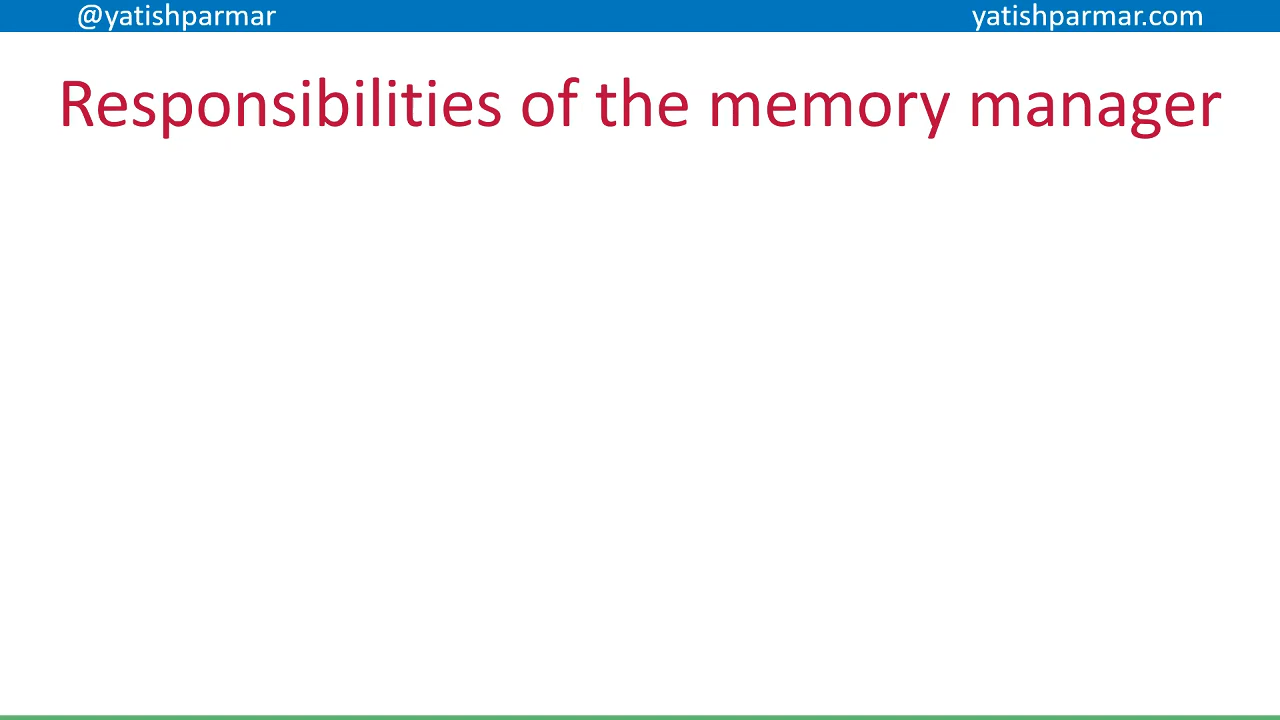 @yatishparmar
yatishparmar.com
Responsibilities of the memory manager